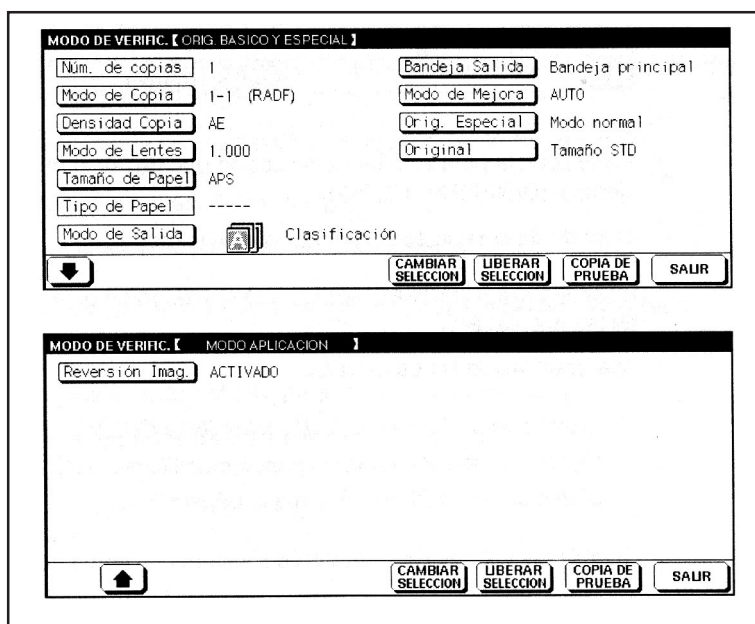 MODO DE VERIFIC.【 ORIG. BASICO Y ESPECIAL 】
Núm. de copias 1 Bandeja Salida Bandeja principal
Modo de Copia 1-1 (RADF) Modo de Mejora AUTO
Densidad Copia AE Orig. Especial Modo normal
Modo de Lentes 1.000 Original Tamaño STD
Tamaño de Papel APS
Tipo de Papel -----
Modo de Salida A Clasificación
CAMBIAR SELECCION LIBERAR SELECCION COPIA DE PRUEBA SALIR
MODO DE VERIFIC.【 MODO APLICACION 】
Reversión Imag. ACTIVADO
CAMBIAR SELECCION LIBERAR SELECCION COPIA DE PRUEBA SALIR